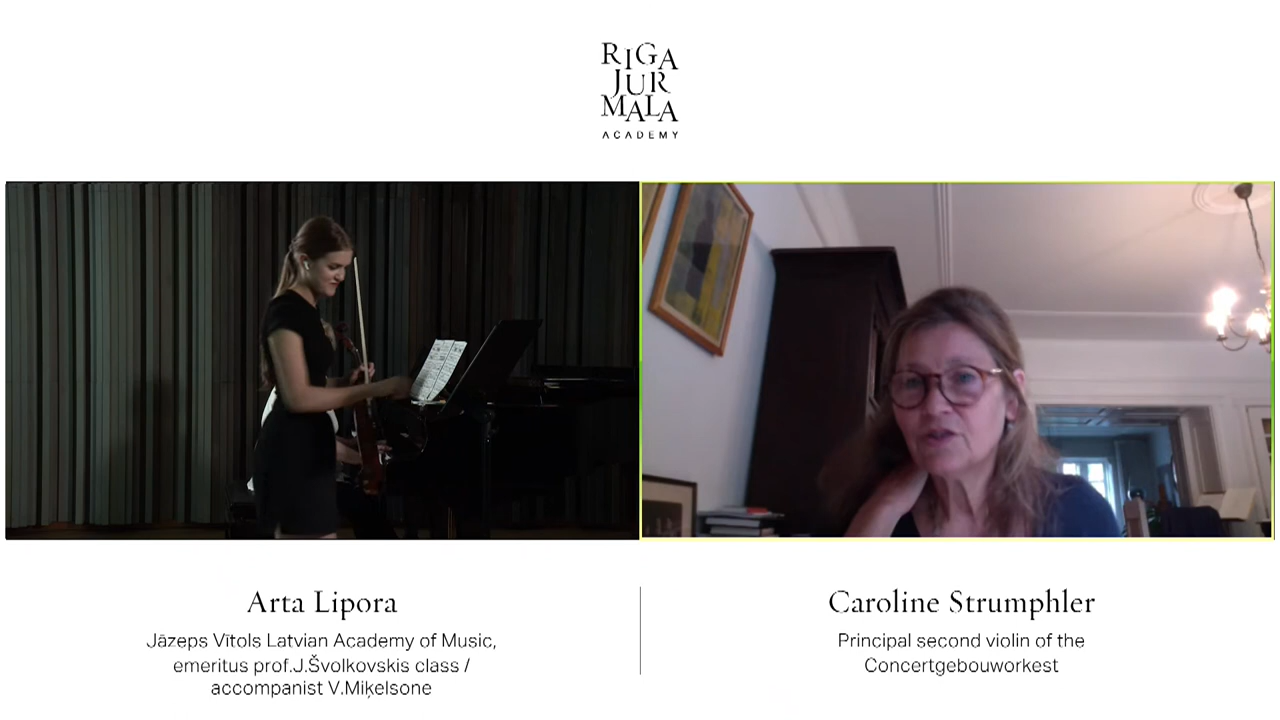 RIGA
JUR
MALA
ACADEMY
Arta Lipora
Jāzeps Vītols Latvian Academy of Music,
emeritus prof.J.Švolkovskis class /
accompanist V.Miķelsone
Caroline Strumphler
Principal second violin of the
Concertgebouworkest